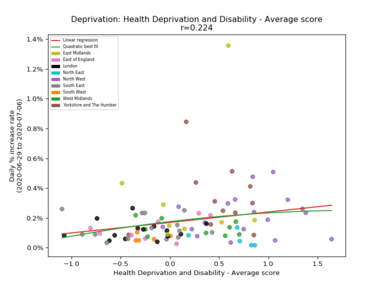 Deprivation: Health Deprivation and Disability - Average score
r=0.224
1.4%
1.2%
1.0%
0.8%
0.6%
0.4%
0.2%
0.0%
Daily % increase rate
(2020-06-29 to 2020-07-06)
Linear regression
Quadratic best fit
East Midlands
East of England
London
North East
North West
South East
South West
West Midlands
Yorkshire and The Humber
−1.0
−0.5
0.0
0.5
1.0
1.5
Health Deprivation and Disability - Average score